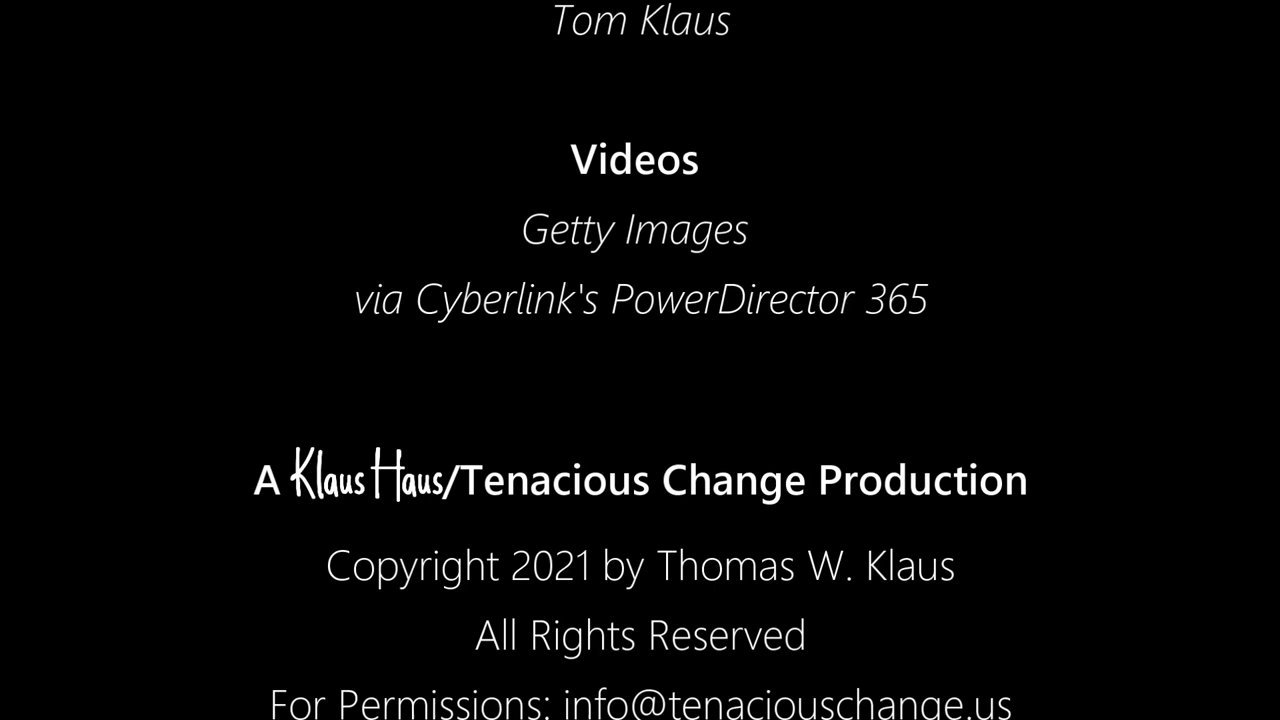 Tom Klaus
Videos
Getty Images
via Cyberlink's PowerDirector 365
A Klaus Haus/Tenacious Change Production
Copyright 2021 by Thomas W. Klaus
All Rights Reserved
For Permissions: info@tenaciouschange.us